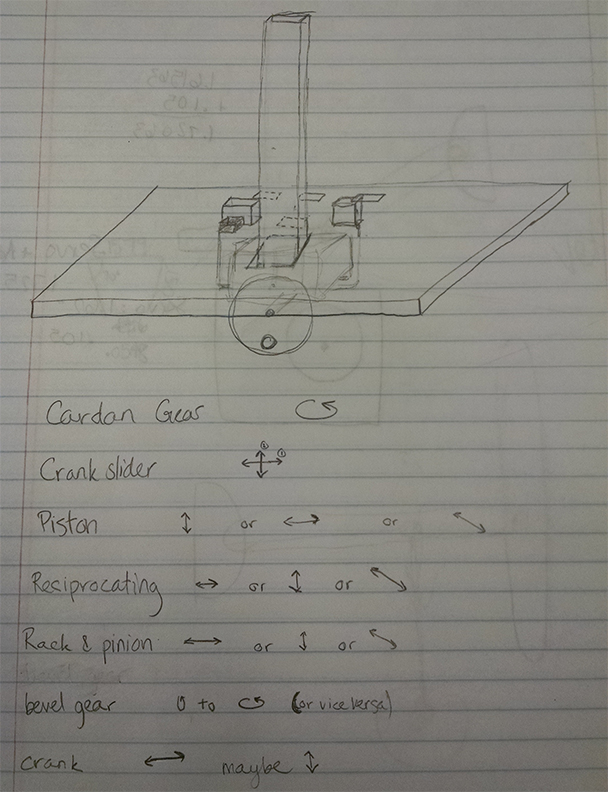 Cardan Gear
Crank slider
Piston or or
Reciprocating or or
Rack & pinion or or
bevel gear to (or vice versa)
crank maybe